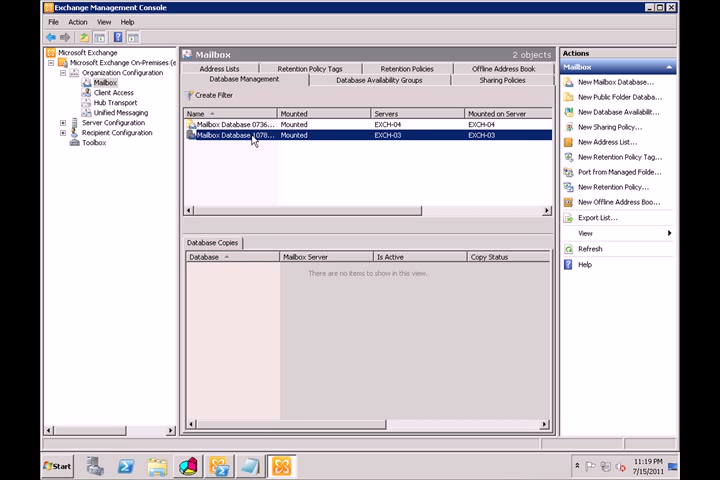 Exchange Management Console
File Action View Help
Microsoft Exchange
Microsoft Exchange On-Premises (e
Organization Configuration
Mailbox
Client Access
Hub Transport
Unified Messaging
Server Configuration
Recipient Configuration
Toolbox
Mailbox 2 objects
Address Lists Retention Policy Tags Retention Policies Offline Address Book
Database Management Database Availability Groups Sharing Policies
Create Filter
Name Mounted Servers Mounted on Server
Mailbox Database 0736... Mounted EXCH-04 EXCH-04
Mailbox Database 1078... Mounted EXCH-03 EXCH-03
Database Copies
Database Mailbox Server Is Active Copy Status
There are no items to show in this view.
Actions
Mailbox
New Mailbox Database...
New Public Folder Databa...
New Database Availability...
New Sharing Policy...
New Address List...
New Retention Policy Tag...
Port from Managed Folde...
New Retention Policy...
New Offline Address Boo...
Export List...
View
Refresh
Help
Start
11:19 PM
7/15/2011